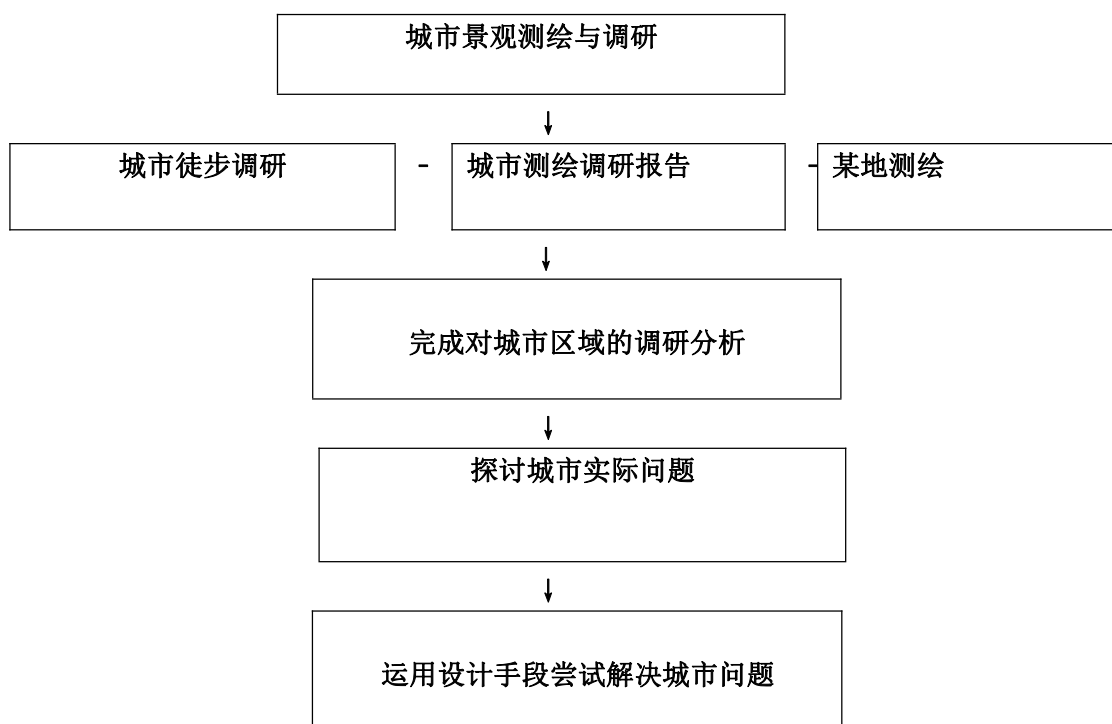 城市景观测绘与调研
城市徒步调研 - 城市测绘调研报告 - 某地测绘
完成对城市区域的调研分析
探讨城市实际问题
运用设计手段尝试解决城市问题